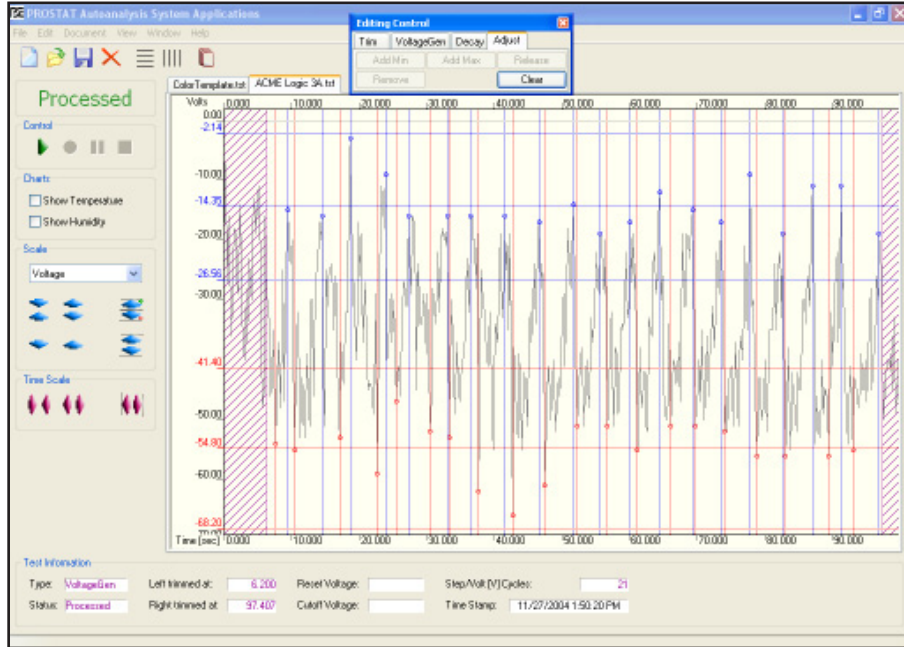 PROSTAT Autoanalysis System Applications
File Edit Document View Window Help
Editing Control
Trim VoltageGen Decay Adjust
Add Min Add Max Release
Remove Clear
ColorTemplate.txt ACME Logic 3A.txt
Processed
Control
Charts
Show Temperature
Show Humidity
Scale
Voltage
Time Scale
Volts 0.000 10.000 20.000 30.000 40.000 50.000 60.000 70.000 80.000 90.000
0.00
-2.14
-10.00
-14.35
-20.00
-26.56
-30.00
-41.40
-50.00
-54.80
-60.00
-68.20
Time [sec] 0.000 10.000 20.000 30.000 40.000 50.000 60.000 70.000 80.000 90.000
Test Information
Type: VoltageGen Left trimmed at: 6.200 Reset Voltage: Step/Volt [V] Cycles: 21
Status: Processed Right trimmed at: 97.407 Cutoff Voltage: Time Stamp: 11/27/2004 1:50:20 PM